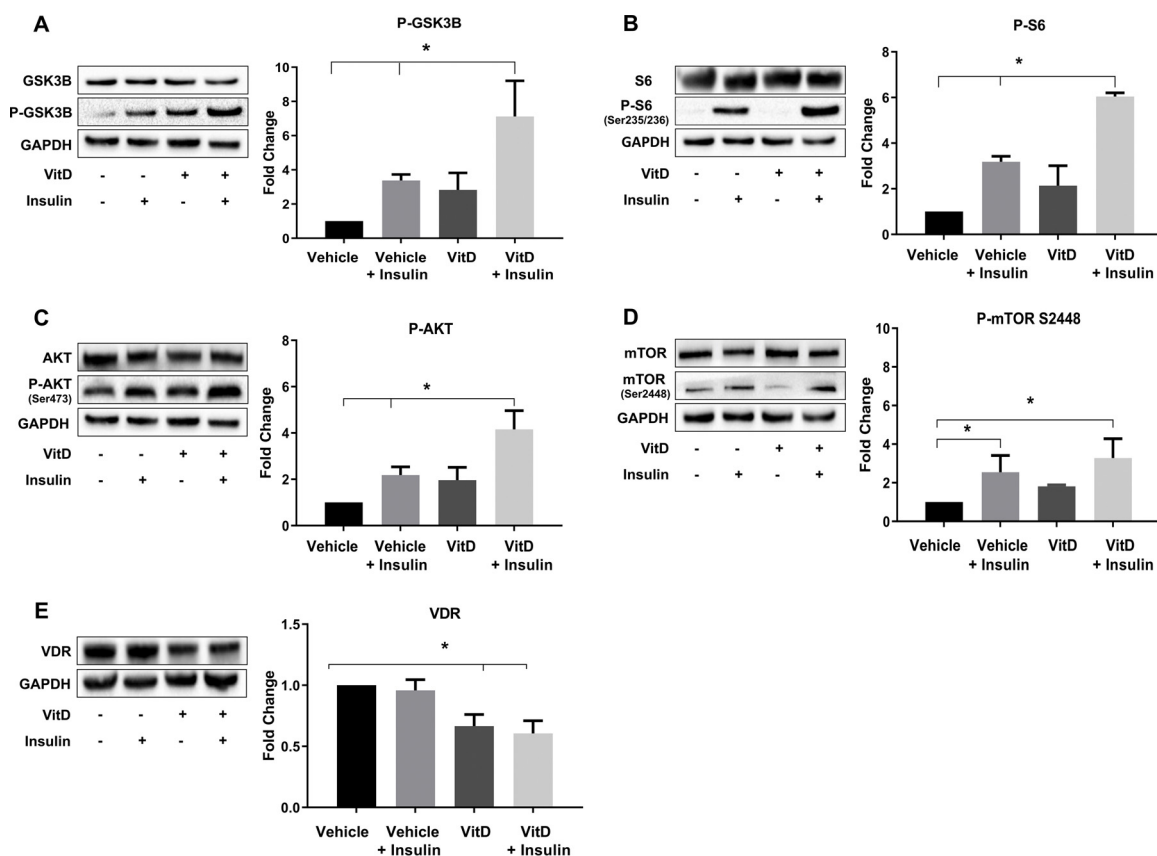 A
P-GSK3B
GSK3B
P-GSK3B
GAPDH
VitD - - + +
Insulin - + - +
Fold Change
10
8
6
4
2
0
*
Vehicle
Vehicle + Insulin
VitD
VitD + Insulin
B
P-S6
S6
P-S6
(Ser235/236)
GAPDH
VitD - - + +
Insulin - + - +
Fold Change
8
6
4
2
0
*
Vehicle
Vehicle + Insulin
VitD
VitD + Insulin
C
P-AKT
AKT
P-AKT
(Ser473)
GAPDH
VitD - - + +
Insulin - + - +
Fold Change
8
6
4
2
0
*
Vehicle
Vehicle + Insulin
VitD
VitD + Insulin
D
P-mTOR S2448
mTOR
mTOR
(Ser2448)
GAPDH
VitD - - + +
Insulin - + - +
Fold Change
10
8
6
4
2
0
*
*
Vehicle
Vehicle + Insulin
VitD
VitD + Insulin
E
VDR
VDR
GAPDH
VitD - - + +
Insulin - + - +
Fold Change
1.5
1.0
0.5
0.0
*
Vehicle
Vehicle + Insulin
VitD
VitD + Insulin